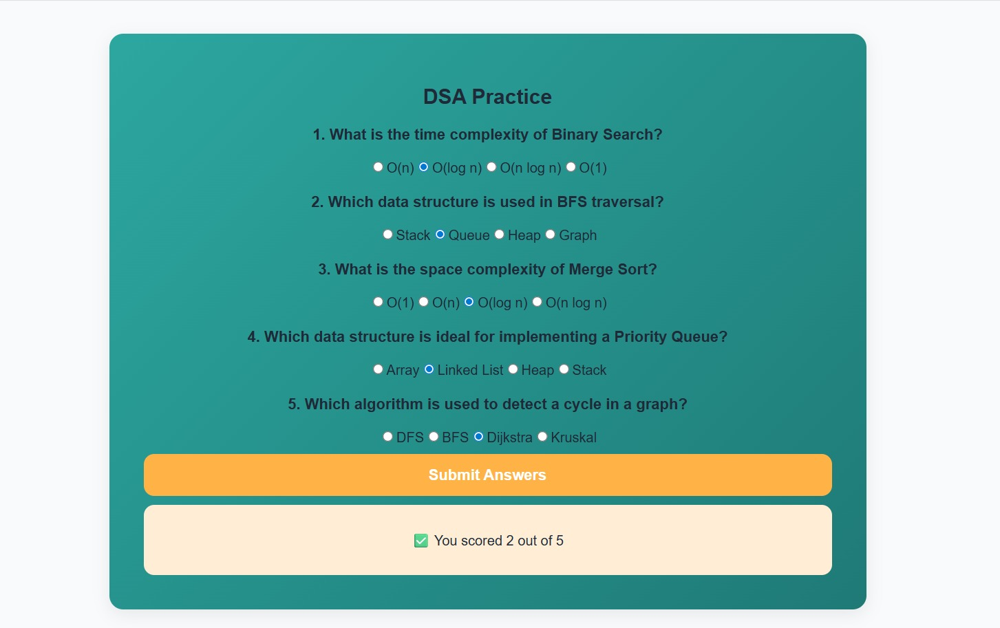 DSA Practice
1. What is the time complexity of Binary Search?
O(n) O(log n) O(n log n) O(1)
2. Which data structure is used in BFS traversal?
Stack Queue Heap Graph
3. What is the space complexity of Merge Sort?
O(1) O(n) O(log n) O(n log n)
4. Which data structure is ideal for implementing a Priority Queue?
Array Linked List Heap Stack
5. Which algorithm is used to detect a cycle in a graph?
DFS BFS Dijkstra Kruskal
Submit Answers
✅ You scored 2 out of 5